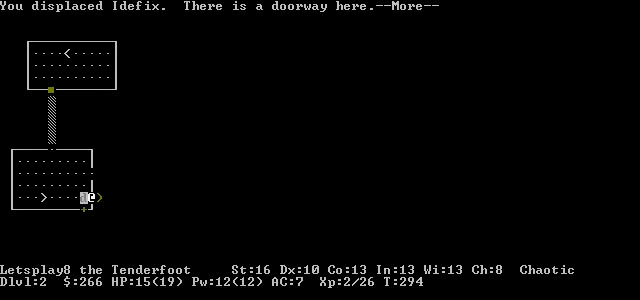 You displaced Idefix.  There is a doorway here.--More--
Letsplay8 the Tenderfoot     St:16 Dx:10 Co:13 In:13 Wi:13 Ch:8  Chaotic
Dlvl:2  $:266 HP:15(19) Pw:12(12) AC:7  Xp:2/26 T:294